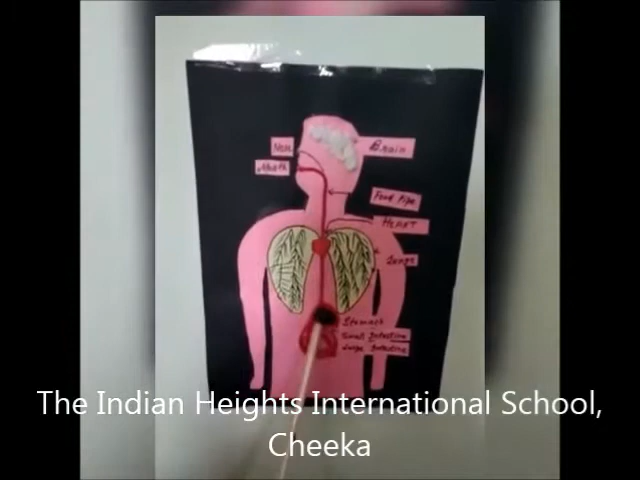 Brain
Nose
Mouth
Food Pipe
Heart
Lungs
Stomach
Small Intestine
Large Intestine
The Indian Heights International School,
Cheeka